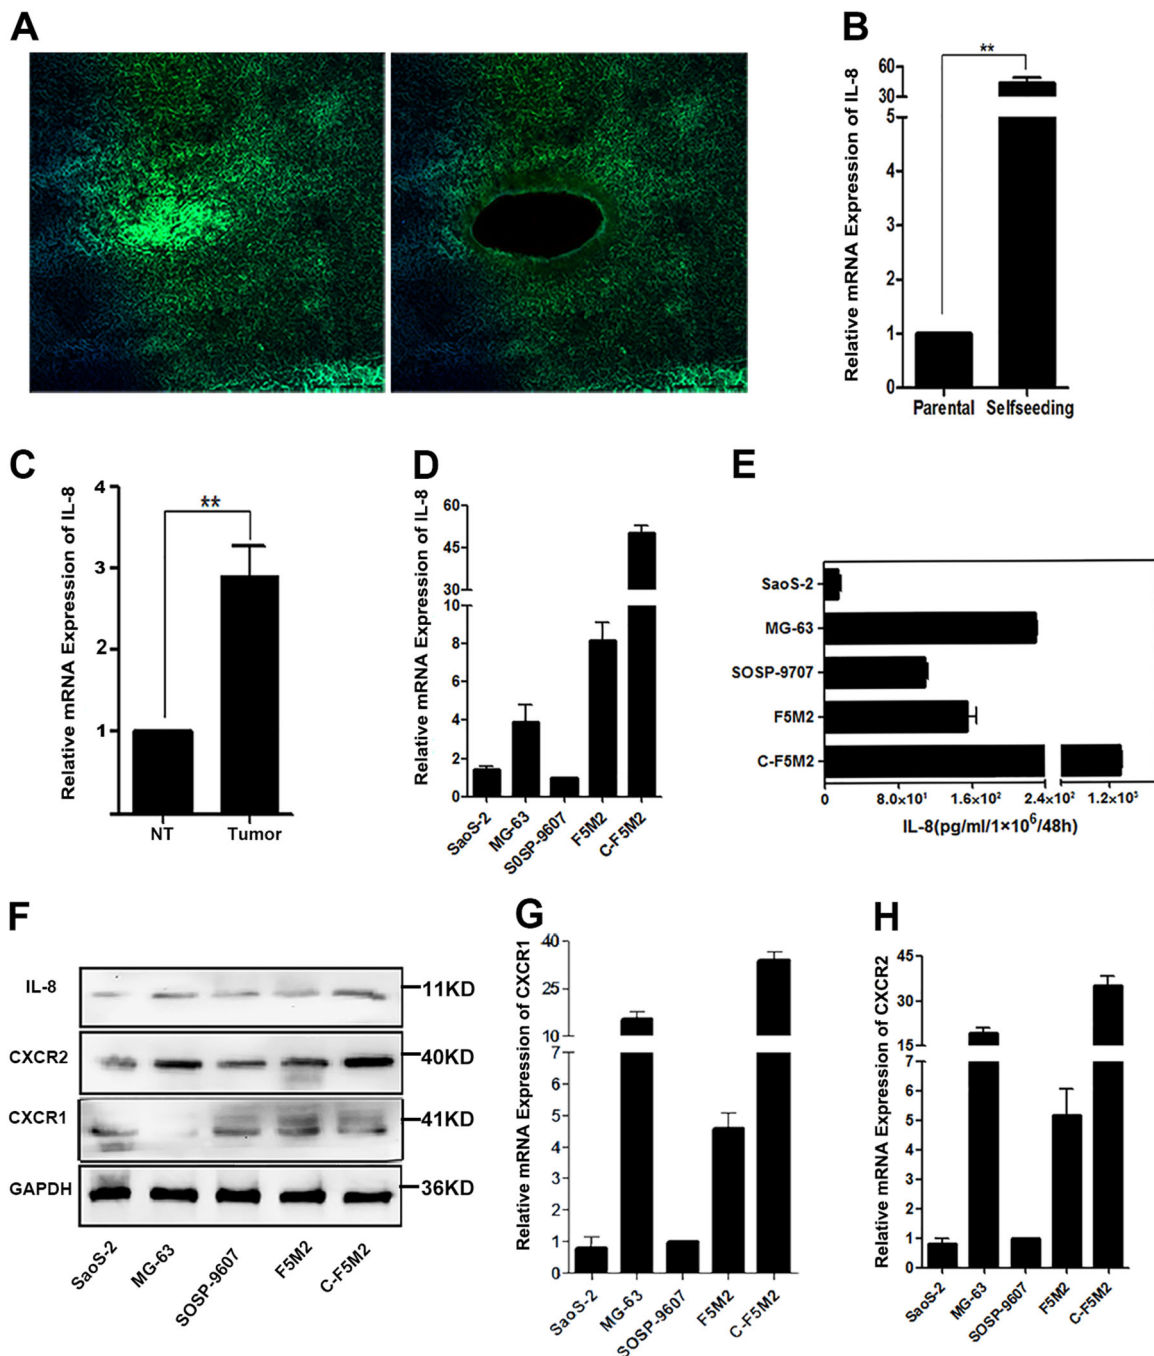 A
B
Relative mRNA Expression of IL-8
**
60
30
5
4
3
2
1
0
Parental
Selfseeding
C
Relative mRNA Expression of IL-8
**
4
3
2
1
NT
Tumor
D
Relative mRNA Expression of IL-8
60
45
30
10
8
6
4
2
0
SaoS-2
MG-63
S0SP-9607
F5M2
C-F5M2
E
SaoS-2
MG-63
SOSP-9707
F5M2
C-F5M2
0
8.0×10¹
1.6×10²
2.4×10²
1.2×10⁵
IL-8(pg/ml/1×10⁶/48h)
F
IL-8
11KD
CXCR2
40KD
CXCR1
41KD
GAPDH
36KD
SaoS-2
MG-63
SOSP-9607
F5M2
C-F5M2
G
Relative mRNA Expression of CXCR1
40
25
10
7
6
5
4
3
2
1
0
SaoS-2
MG-63
SOSP-9607
F5M2
C-F5M2
H
Relative mRNA Expression of CXCR2
45
30
15
7
6
5
4
3
2
1
0
SaoS-2
MG-63
SOSP-9607
F5M2
C-F5M2